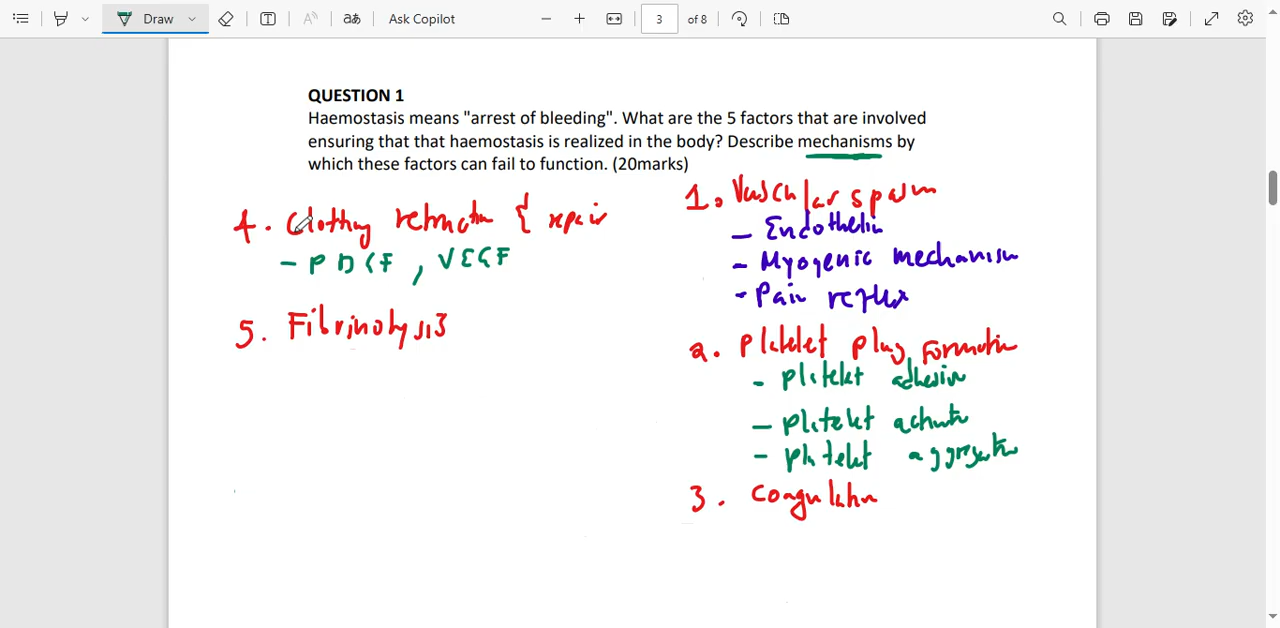 Draw
Ask Copilot
3
of 8
QUESTION 1
Haemostasis means "arrest of bleeding". What are the 5 factors that are involved
ensuring that that haemostasis is realized in the body? Describe mechanisms by
which these factors can fail to function. (20marks)
1. Vascular spasm
- Endothelin
- Myogenic mechanism
- Pain reflex
2. Platelet plug formation
- platelet adhesion
- platelet activatn
- platelet aggregation
3. Coagulation
4. Clotting retraction & repair
- PDGF, VEGF
5. Fibrinolysis